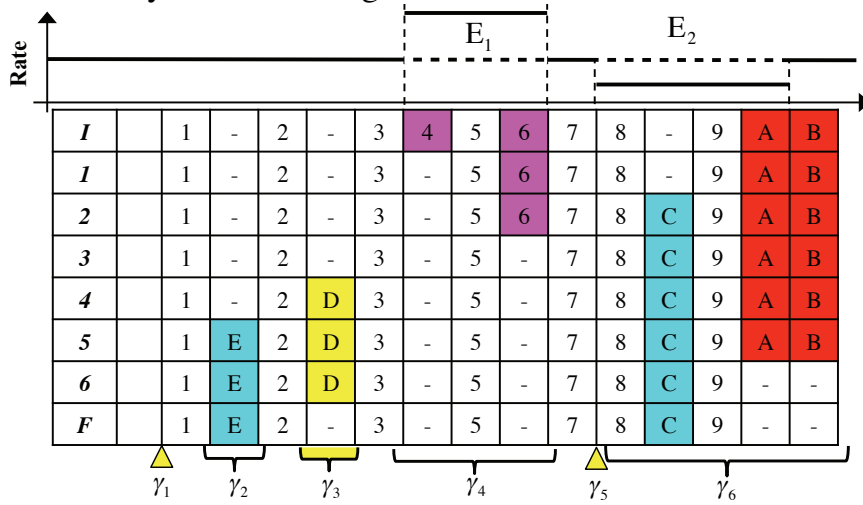 Rate
E1
E2
I 1 - 2 - 3 4 5 6 7 8 - 9 A B
1 1 - 2 - 3 - 5 6 7 8 - 9 A B
2 1 - 2 - 3 - 5 6 7 8 C 9 A B
3 1 - 2 - 3 - 5 - 7 8 C 9 A B
4 1 - 2 D 3 - 5 - 7 8 C 9 A B
5 1 E 2 D 3 - 5 - 7 8 C 9 A B
6 1 E 2 D 3 - 5 - 7 8 C 9 - -
F 1 E 2 - 3 - 5 - 7 8 C 9 - -
γ1 γ2 γ3 γ4 γ5 γ6